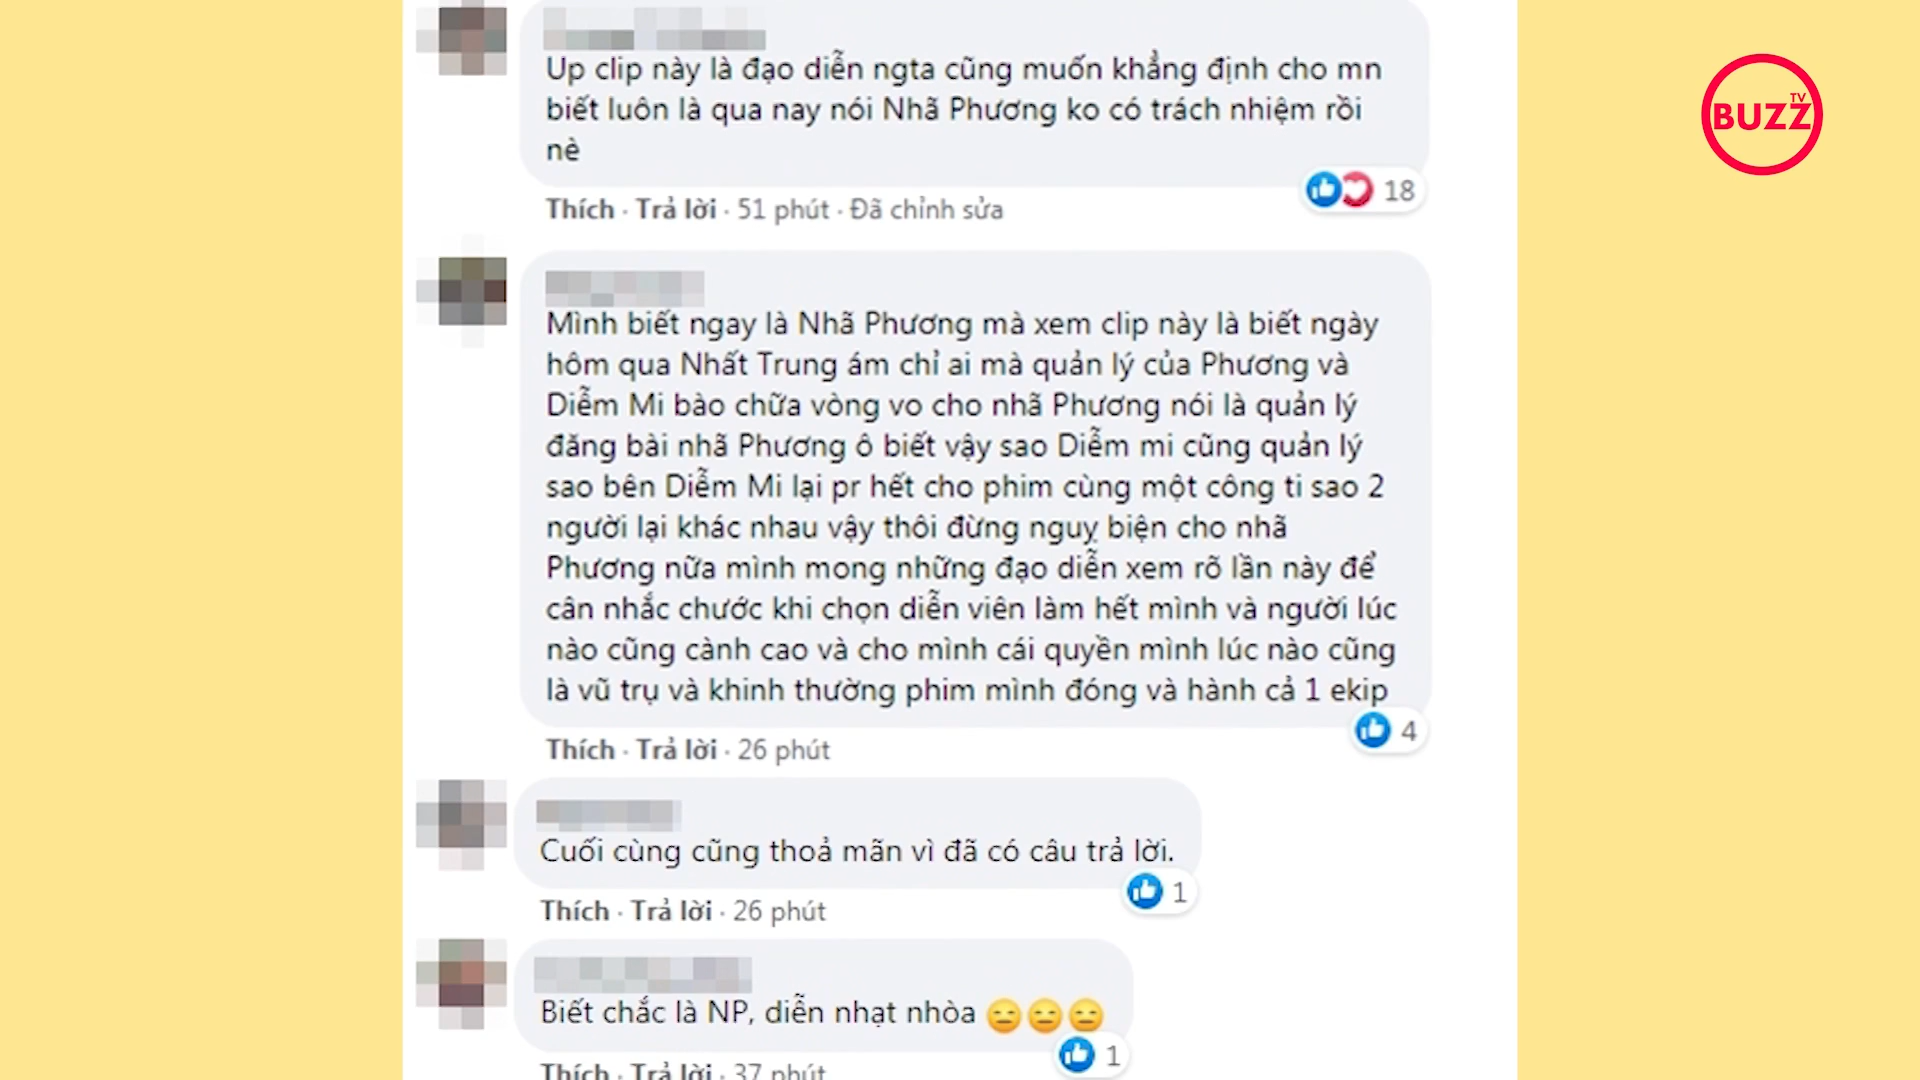 Up clip này là đạo diễn ngta cũng muốn khẳng định cho mn
biết luôn là qua nay nói Nhã Phương ko có trách nhiệm rồi
nè
18
Thích · Trả lời · 51 phút · Đã chỉnh sửa
BUZZ TV
Mình biết ngay là Nhã Phương mà xem clip này là biết ngày
hôm qua Nhất Trung ám chỉ ai mà quản lý của Phương và
Diễm Mi bào chữa vòng vo cho nhã Phương nói là quản lý
đăng bài nhã Phương ô biết vậy sao Diễm mi cũng quản lý
sao bên Diễm Mi lại pr hết cho phim cùng một công ti sao 2
người lại khác nhau vậy thôi đừng nguỵ biện cho nhã
Phương nữa mình mong những đạo diễn xem rõ lần này để
cân nhắc chước khi chọn diễn viên làm hết mình và người lúc
nào cũng cành cao và cho mình cái quyền mình lúc nào cũng
là vũ trụ và khinh thường phim mình đóng và hành cả 1 ekip
4
Thích · Trả lời · 26 phút
Cuối cùng cũng thoả mãn vì đã có câu trả lời.
1
Thích · Trả lời · 26 phút
Biết chắc là NP, diễn nhạt nhòa 😑😑😑
1
Thích · Trả lời · 37 phút